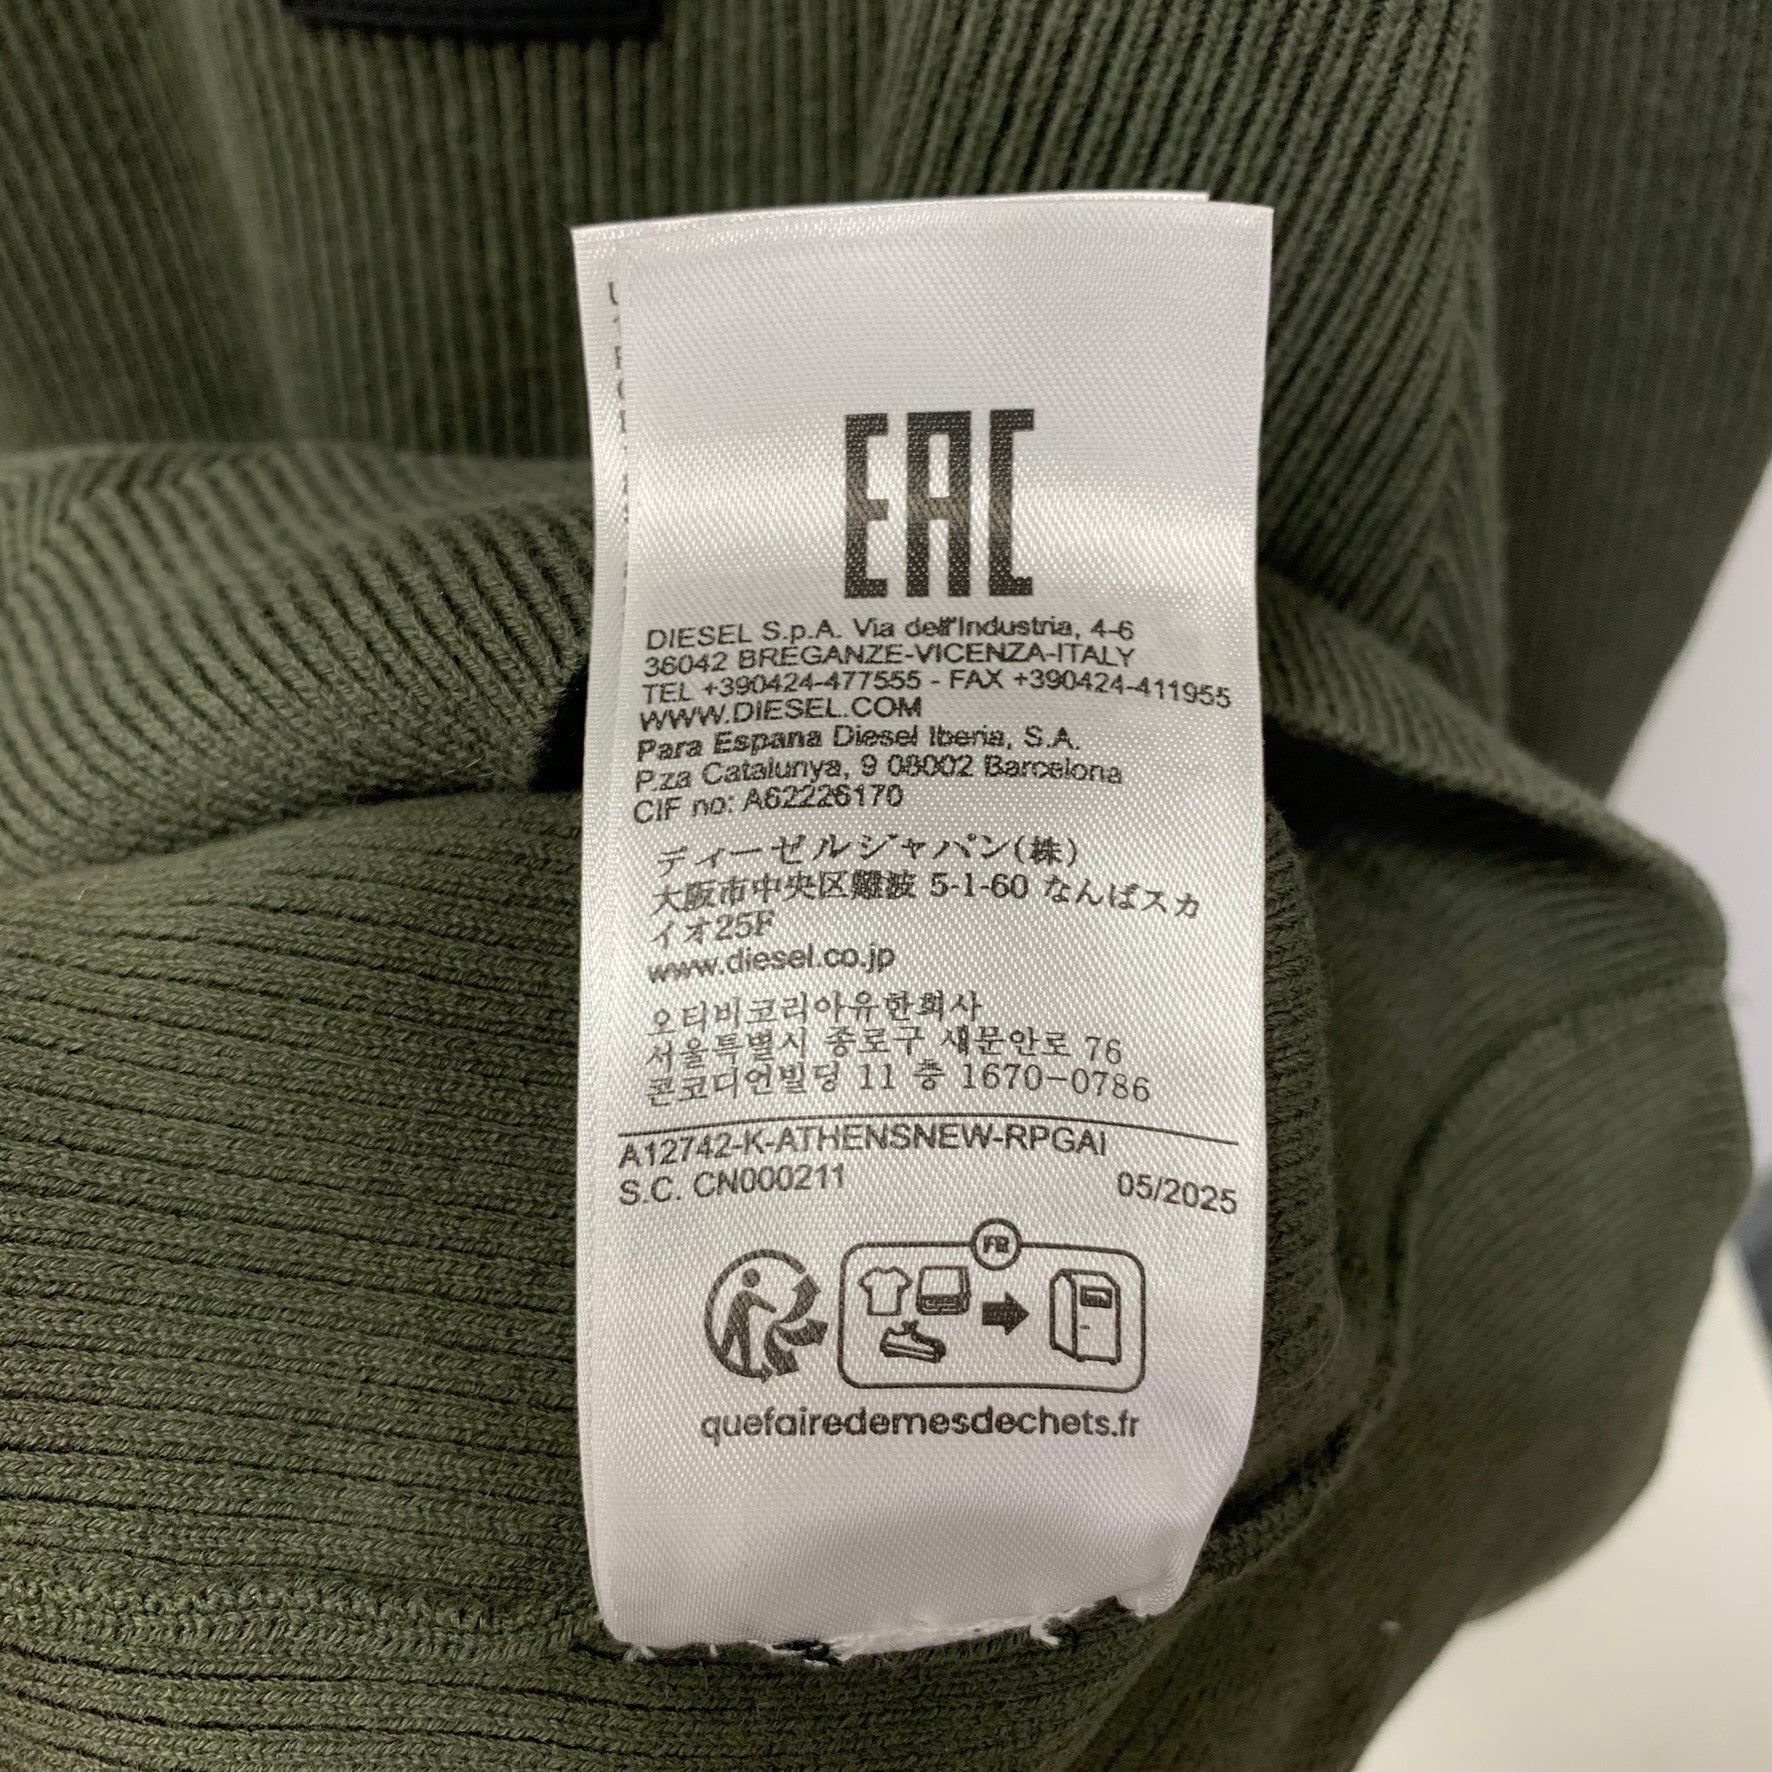 EAC
DIESEL S.p.A. Via dell'Industria, 4-6
36042 BREGANZE-VICENZA-ITALY
TEL +390424-477555 - FAX +390424-411955
WWW.DIESEL.COM
Para Espana Diesel Iberia, S.A.
P.za Catalunya, 9 08002 Barcelona
CIF no: A62226170
ディーゼルジャパン(株)
大阪市中央区難波 5-1-60 なんばスカ
イオ25F
www.diesel.co.jp
오티비코리아유한회사
서울특별시 종로구 새문안로 76
콘코디언빌딩 11 층 1670-0786
A12742-K-ATHENSNEW-RPGAI
S.C. CN000211 05/2025
FR
quefairedemesdechets.fr